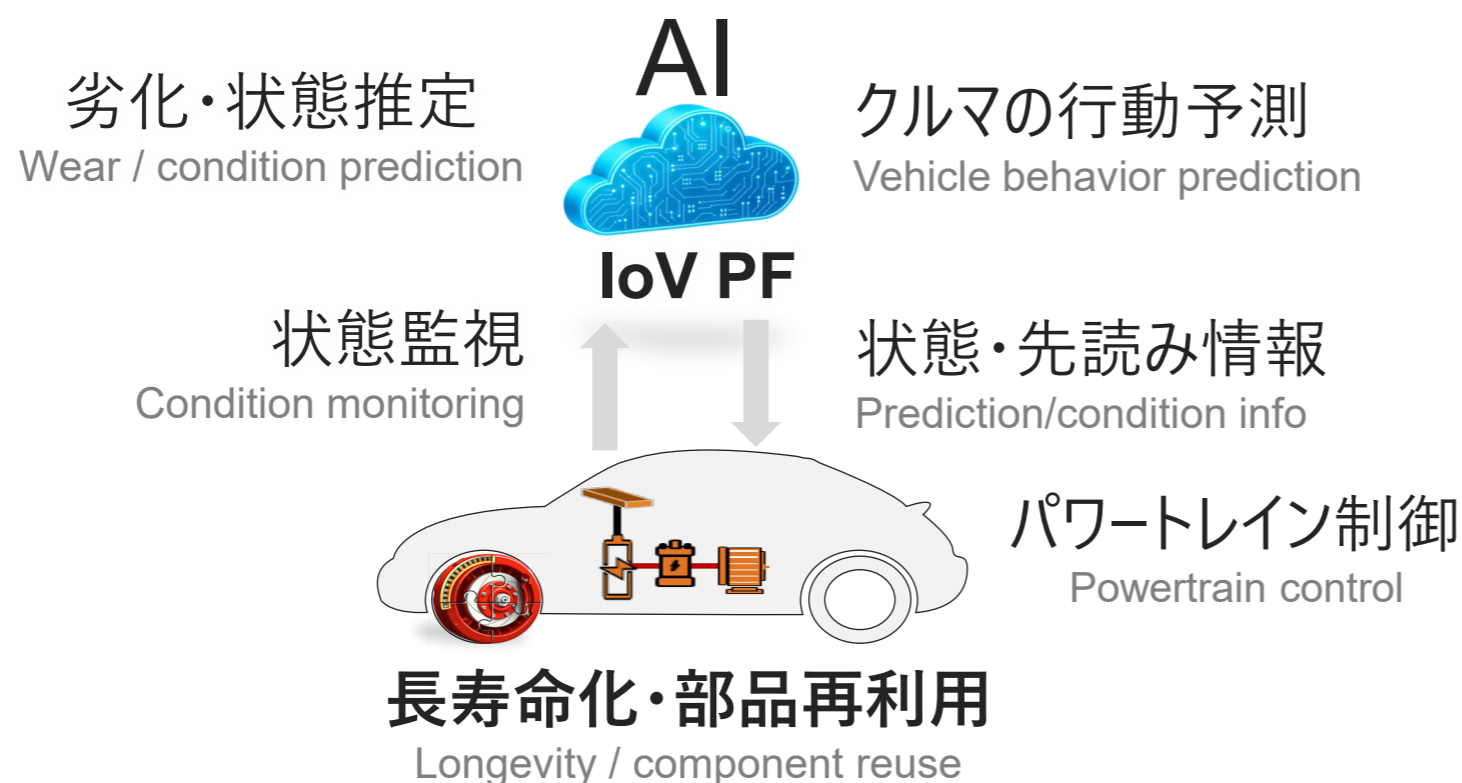 AI
劣化・状態推定
Wear / condition prediction
クルマの行動予測
Vehicle behavior prediction
IoV PF
状態監視
Condition monitoring
状態・先読み情報
Prediction/condition info
パワートレイン制御
Powertrain control
長寿命化・部品再利用
Longevity / component reuse